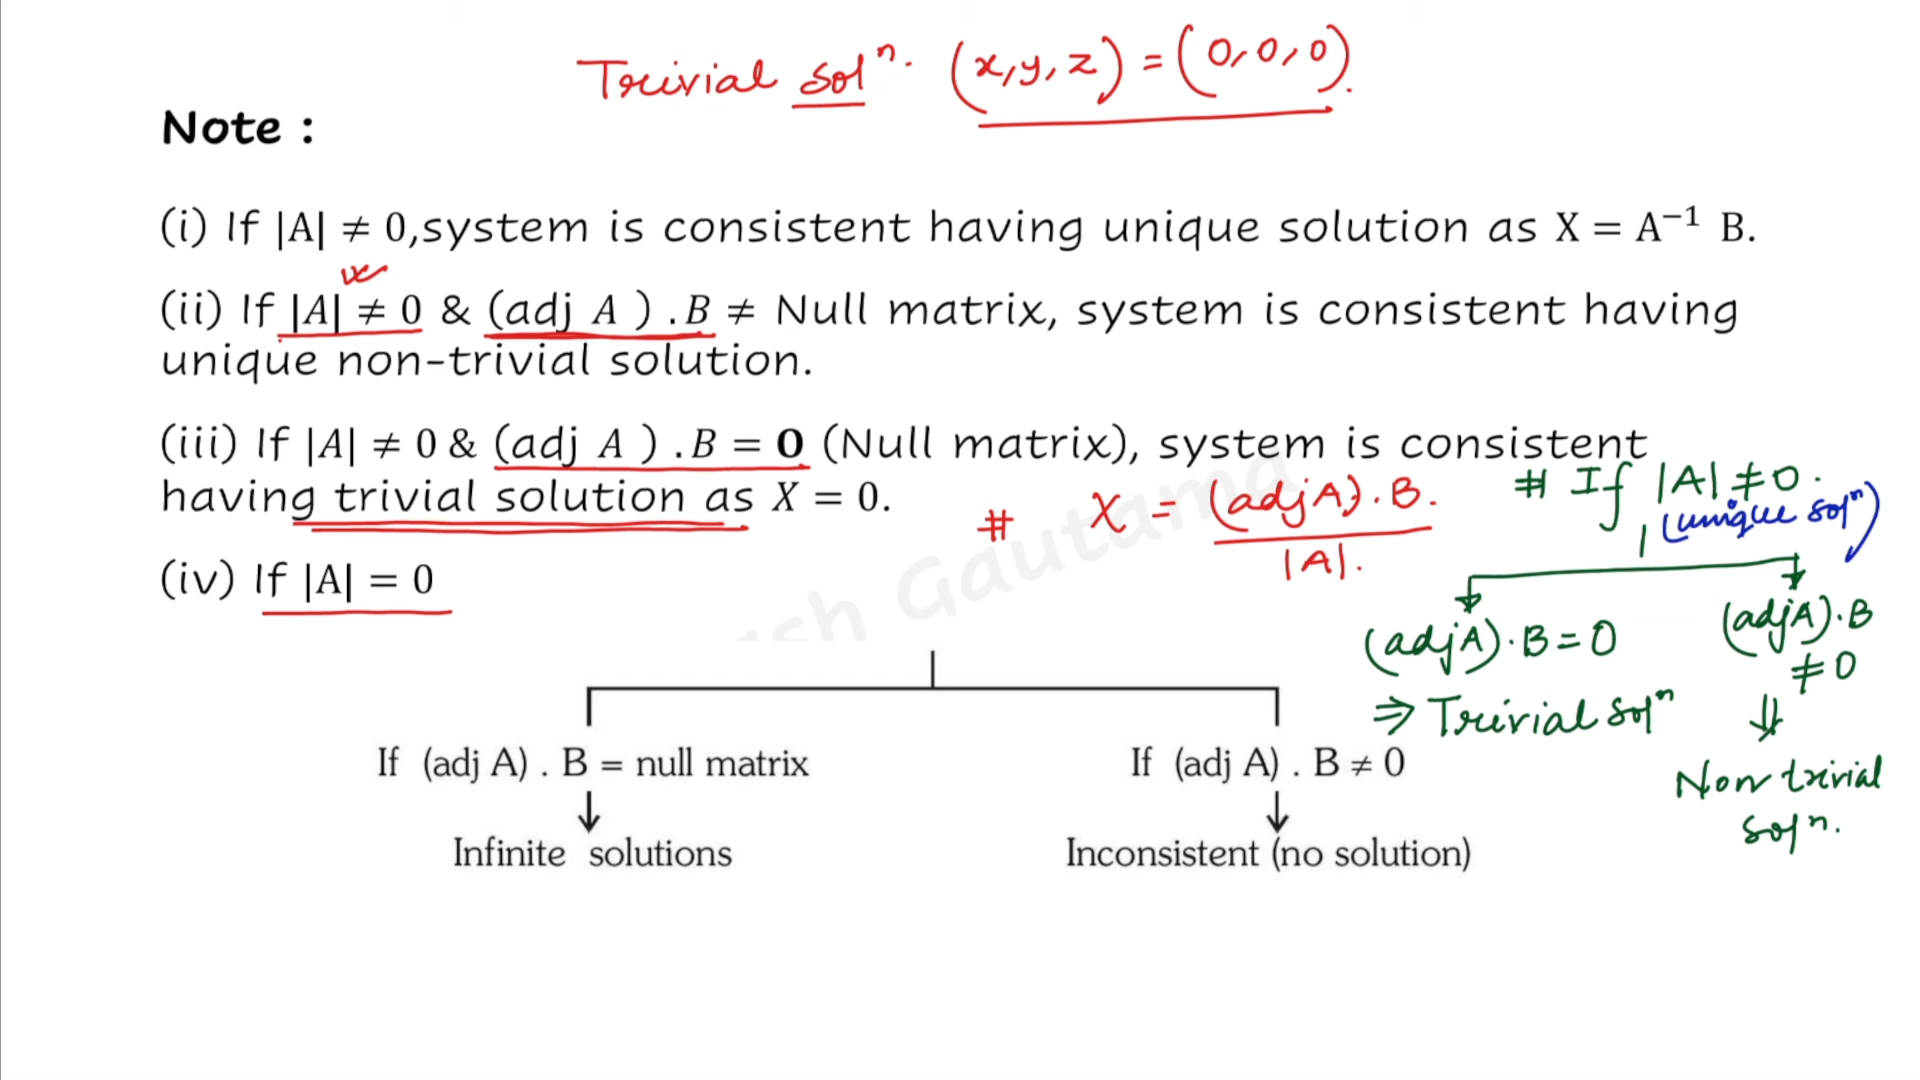 Trivial solⁿ. (x,y,z) = (0,0,0).
Note :
(i) If |A| ≠ 0,system is consistent having unique solution as X = A⁻¹ B.
(ii) If |A| ≠ 0 & (adj A ) . B ≠ Null matrix, system is consistent having
unique non-trivial solution.
(iii) If |A| ≠ 0 & (adj A ) . B = 0 (Null matrix), system is consistent
having trivial solution as X = 0.
# X = (adjA).B.
|A|.
# If |A| ≠ 0.
(unique solⁿ)
(iv) If |A| = 0
Gautam
(adjA).B = 0
(adjA).B
≠ 0
⇒ Trivial solⁿ
⇓
If (adj A) . B = null matrix
If (adj A) . B ≠ 0
Non trivial
solⁿ.
Infinite solutions
Inconsistent (no solution)